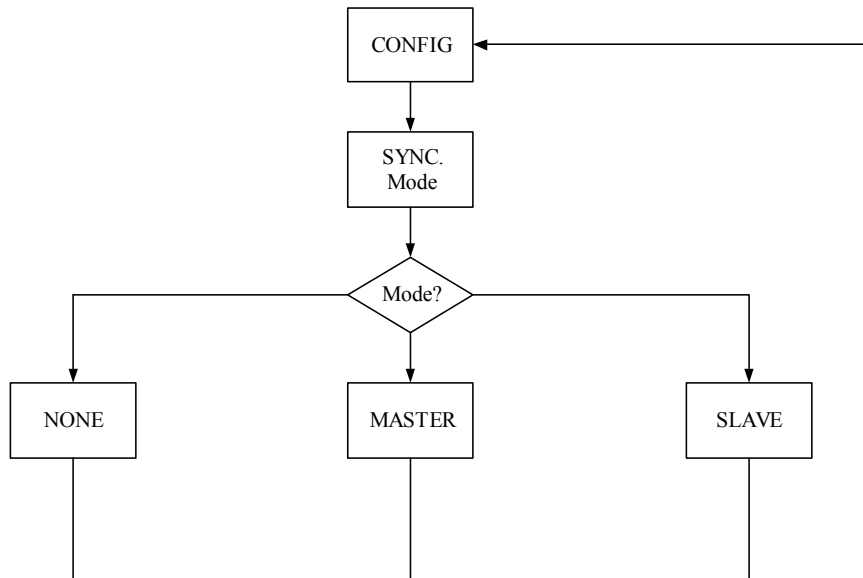 CONFIG
SYNC.
Mode
Mode?
NONE
MASTER
SLAVE